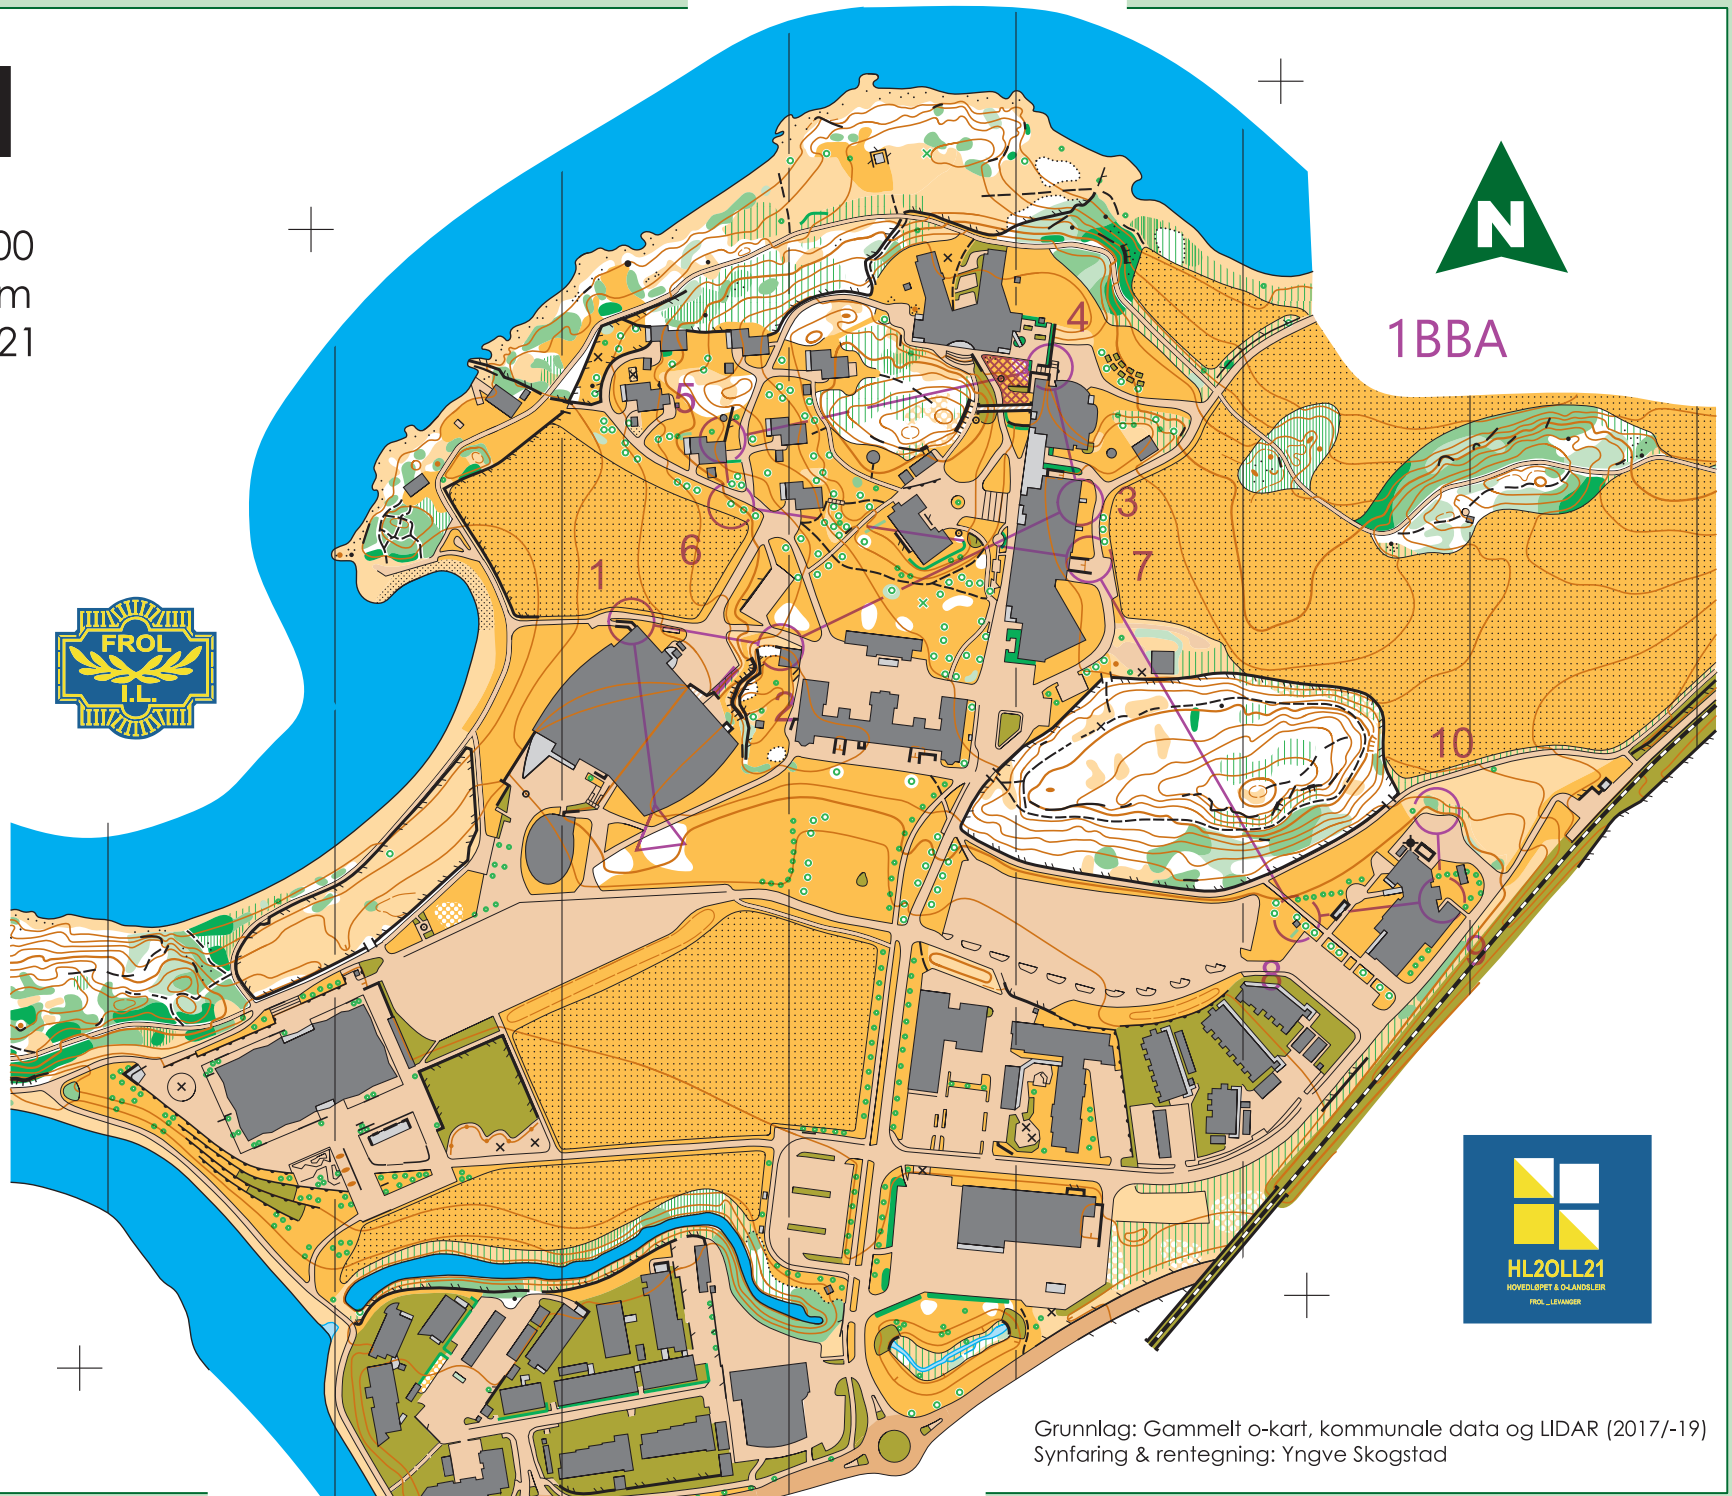 00
m
21
N
1BBA
4
5
3
1
6
7
2
10
8
9
FROL
I.L.
HL2OLL21
HOVEDLØPET & O-LANDSLEIR
FROL _ LEVANGER
Grunnlag: Gammelt o-kart, kommunale data og LIDAR (2017/-19)
Synfaring & rentegning: Yngve Skogstad